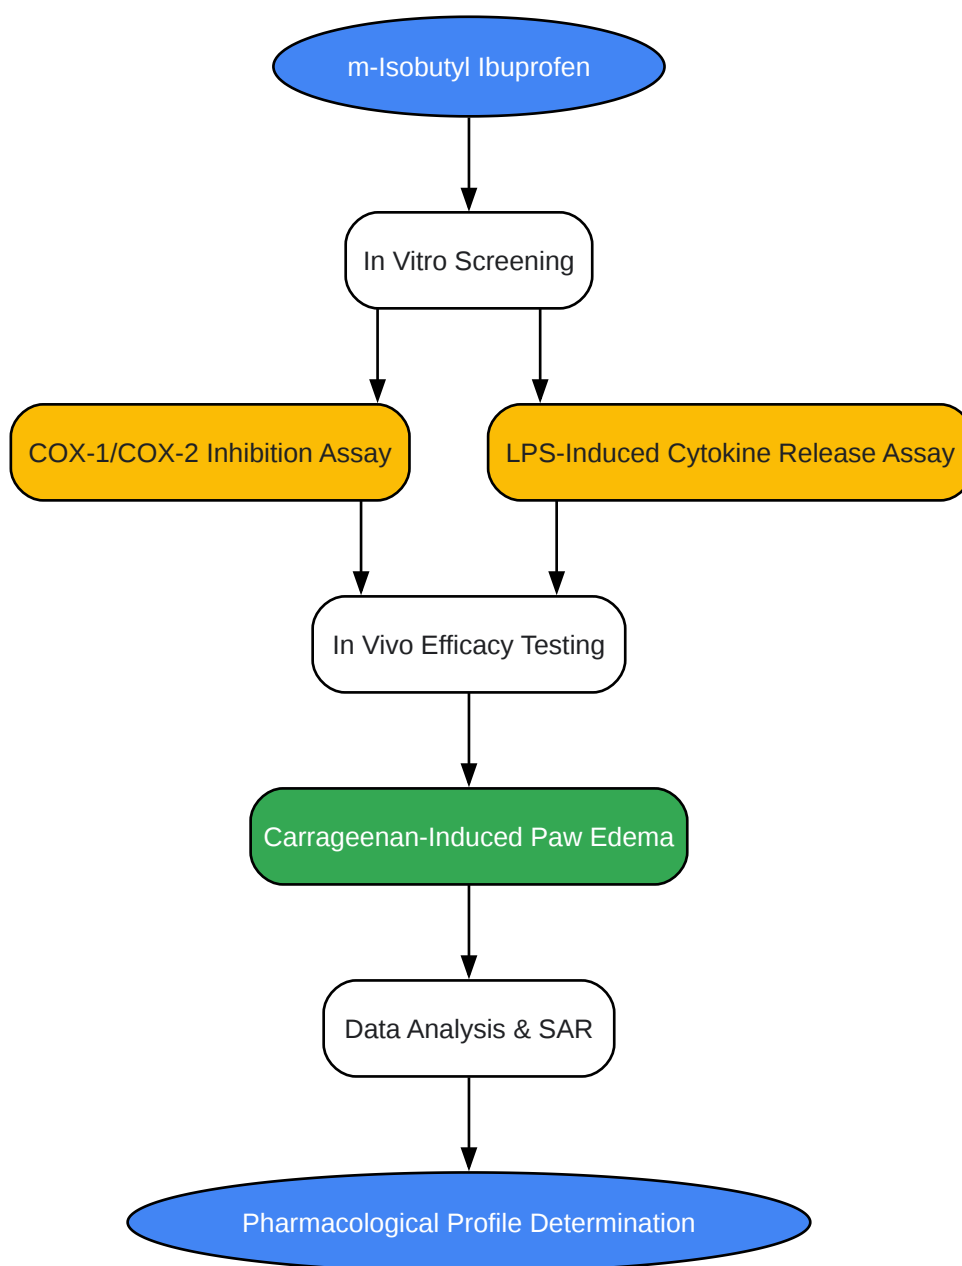 m-Isobutyl Ibuprofen
In Vitro Screening
COX-1/COX-2 Inhibition Assay
LPS-Induced Cytokine Release Assay
In Vivo Efficacy Testing
Carrageenan-Induced Paw Edema
Data Analysis & SAR
Pharmacological Profile Determination